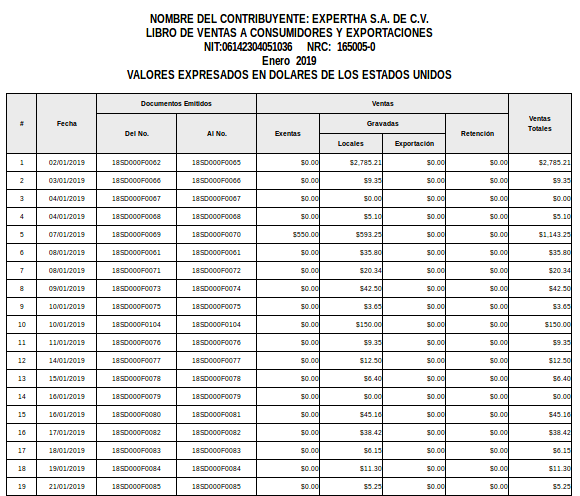 NOMBRE DEL CONTRIBUYENTE: EXPERTHA S.A. DE C.V.
LIBRO DE VENTAS A CONSUMIDORES Y EXPORTACIONES
NIT:06142304051036 NRC: 165005-0
Enero 2019
VALORES EXPRESADOS EN DOLARES DE LOS ESTADOS UNIDOS
# Fecha Documentos Emitidos Ventas Ventas Totales
Del No. Al No. Exentas Gravadas Retención
Locales Exportación
1 02/01/2019 18SD000F0062 18SD000F0065 $0.00 $2,785.21 $0.00 $0.00 $2,785.21
2 03/01/2019 18SD000F0066 18SD000F0066 $0.00 $9.35 $0.00 $0.00 $9.35
3 04/01/2019 18SD000F0067 18SD000F0067 $0.00 $0.00 $0.00 $0.00 $0.00
4 04/01/2019 18SD000F0068 18SD000F0068 $0.00 $5.10 $0.00 $0.00 $5.10
5 07/01/2019 18SD000F0069 18SD000F0070 $550.00 $593.25 $0.00 $0.00 $1,143.25
6 08/01/2019 18SD000F0061 18SD000F0061 $0.00 $35.80 $0.00 $0.00 $35.80
7 08/01/2019 18SD000F0071 18SD000F0072 $0.00 $20.34 $0.00 $0.00 $20.34
8 09/01/2019 18SD000F0073 18SD000F0074 $0.00 $42.50 $0.00 $0.00 $42.50
9 10/01/2019 18SD000F0075 18SD000F0075 $0.00 $3.65 $0.00 $0.00 $3.65
10 10/01/2019 18SD000F0104 18SD000F0104 $0.00 $150.00 $0.00 $0.00 $150.00
11 11/01/2019 18SD000F0076 18SD000F0076 $0.00 $9.35 $0.00 $0.00 $9.35
12 14/01/2019 18SD000F0077 18SD000F0077 $0.00 $12.50 $0.00 $0.00 $12.50
13 15/01/2019 18SD000F0078 18SD000F0078 $0.00 $6.40 $0.00 $0.00 $6.40
14 16/01/2019 18SD000F0079 18SD000F0079 $0.00 $0.00 $0.00 $0.00 $0.00
15 16/01/2019 18SD000F0080 18SD000F0081 $0.00 $45.16 $0.00 $0.00 $45.16
16 17/01/2019 18SD000F0082 18SD000F0082 $0.00 $38.42 $0.00 $0.00 $38.42
17 18/01/2019 18SD000F0083 18SD000F0083 $0.00 $6.15 $0.00 $0.00 $6.15
18 19/01/2019 18SD000F0084 18SD000F0084 $0.00 $11.30 $0.00 $0.00 $11.30
19 21/01/2019 18SD000F0085 18SD000F0085 $0.00 $5.25 $0.00 $0.00 $5.25